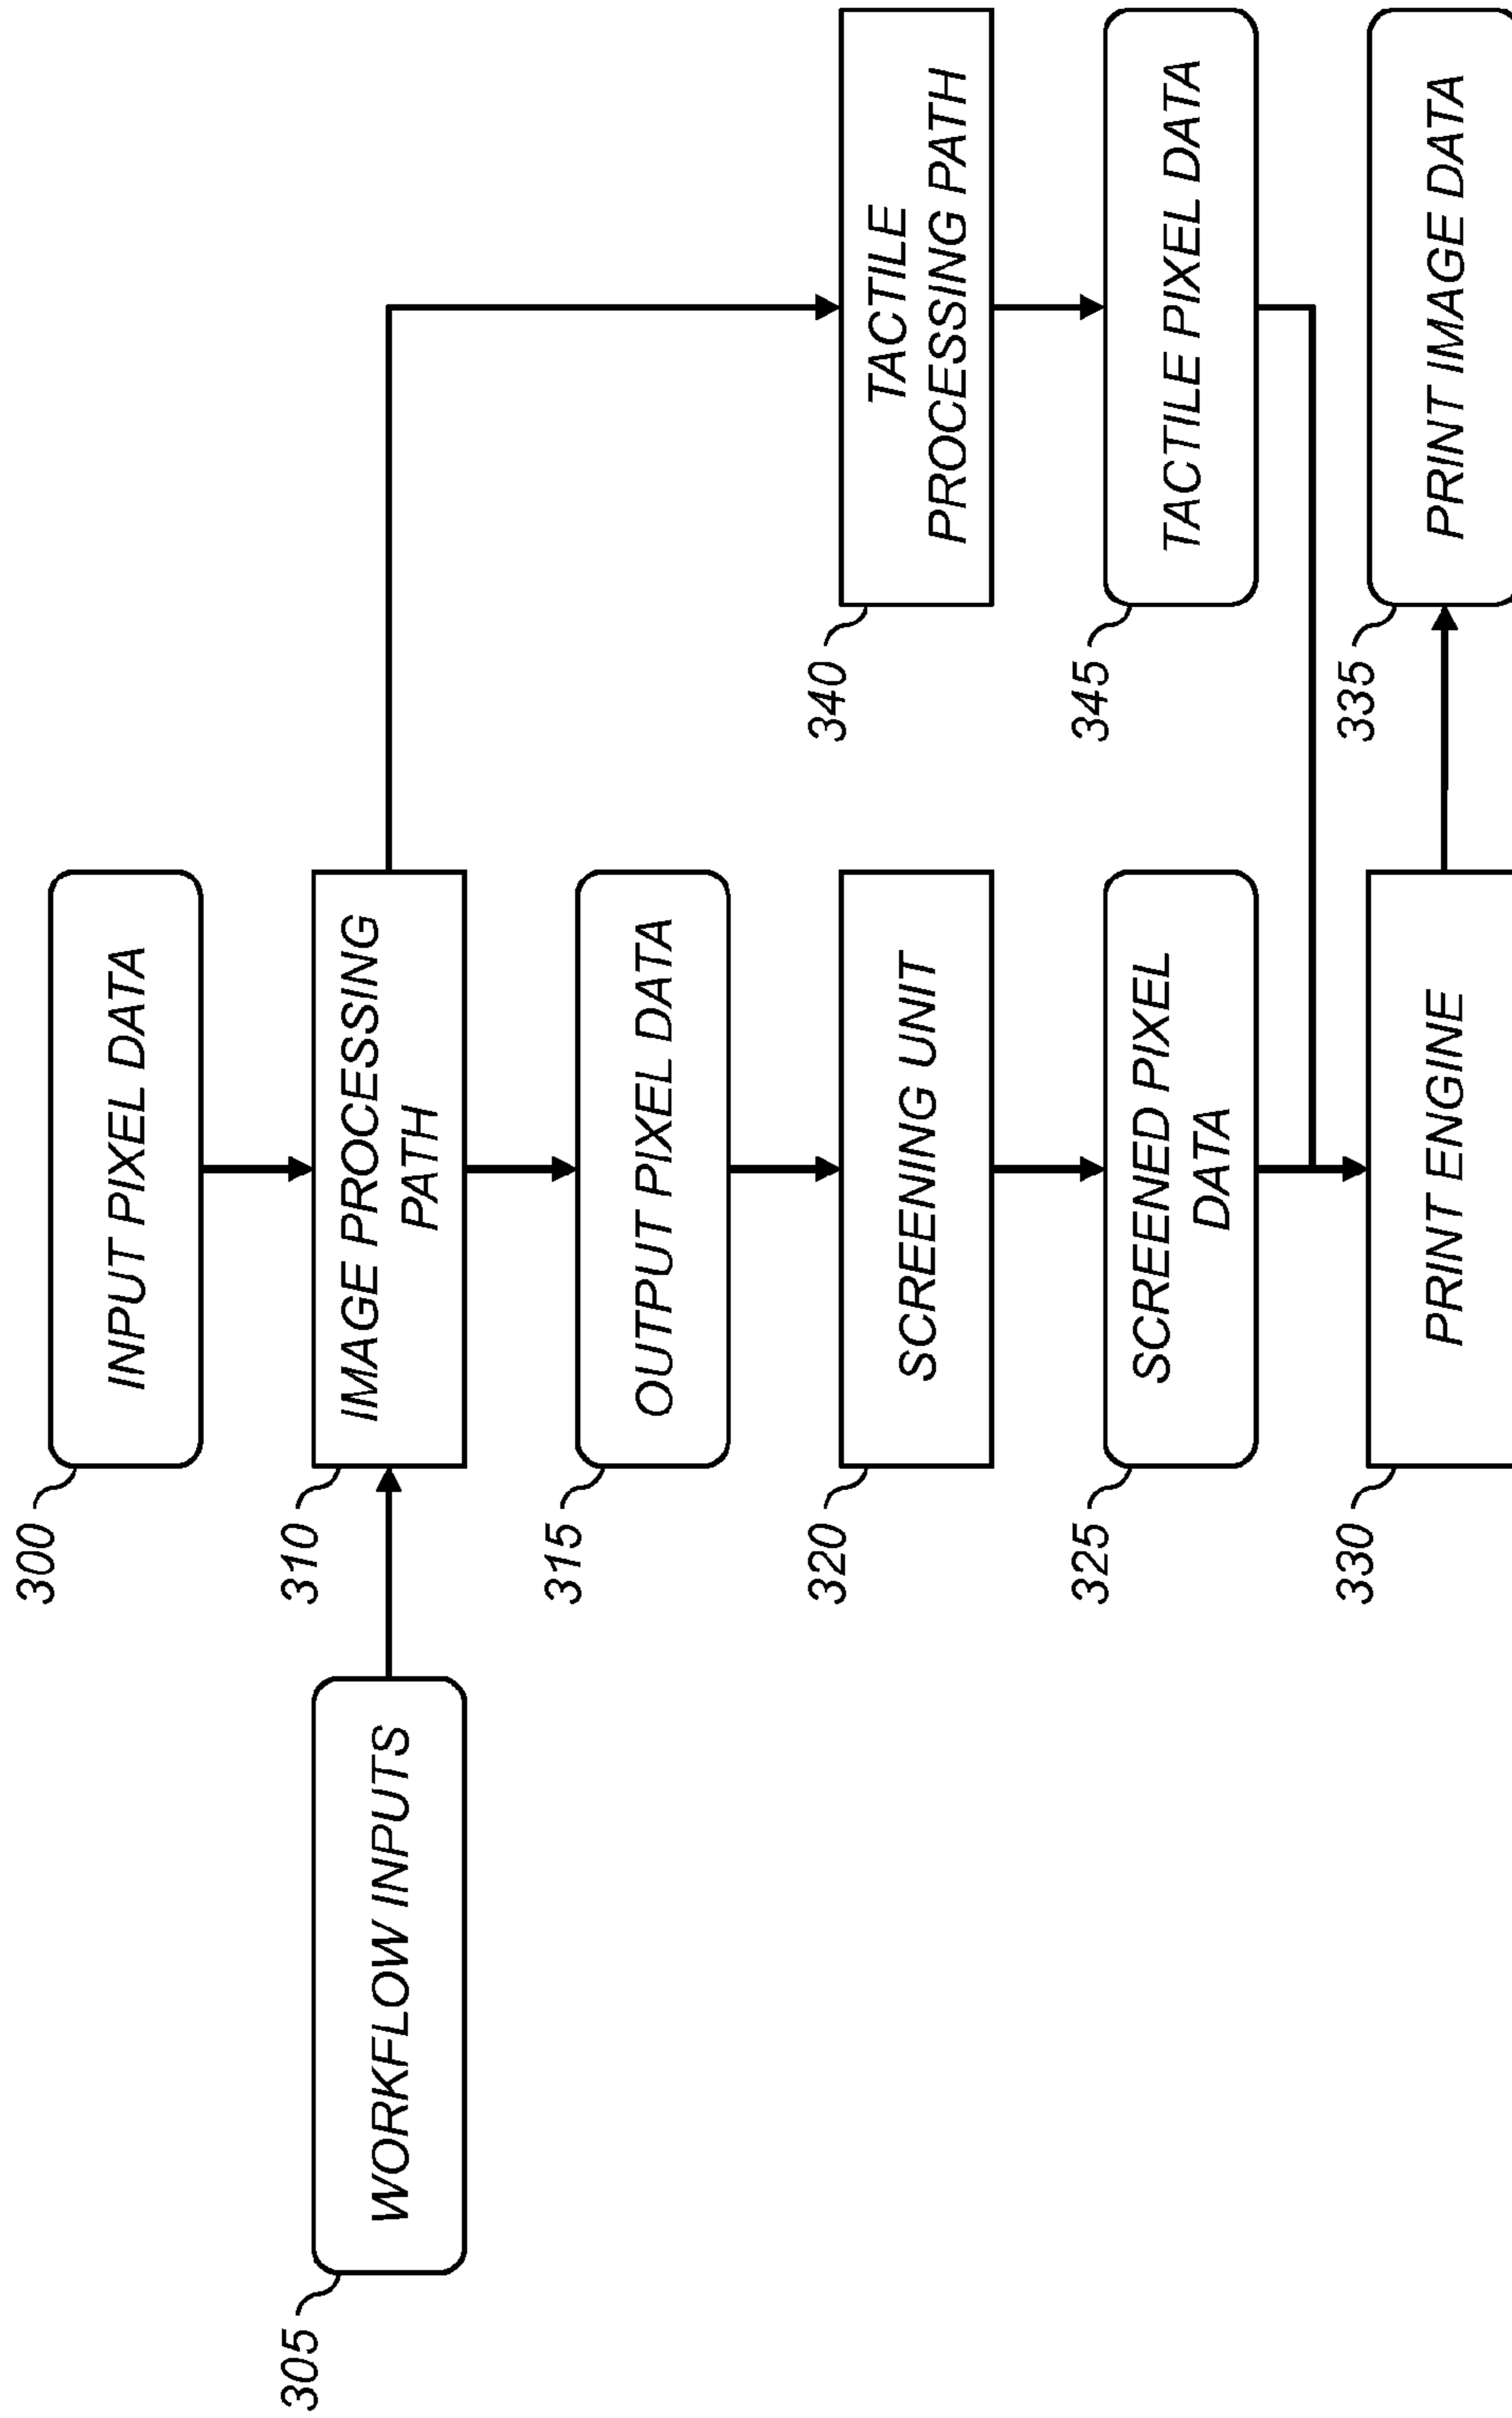 300
INPUT PIXEL DATA
305
WORKFLOW INPUTS
310
IMAGE PROCESSING
PATH
315
OUTPUT PIXEL DATA
320
SCREENING UNIT
340
TACTILE
PROCESSING PATH
325
SCREENED PIXEL
DATA
345
TACTILE PIXEL DATA
330
PRINT ENGINE
335
PRINT IMAGE DATA